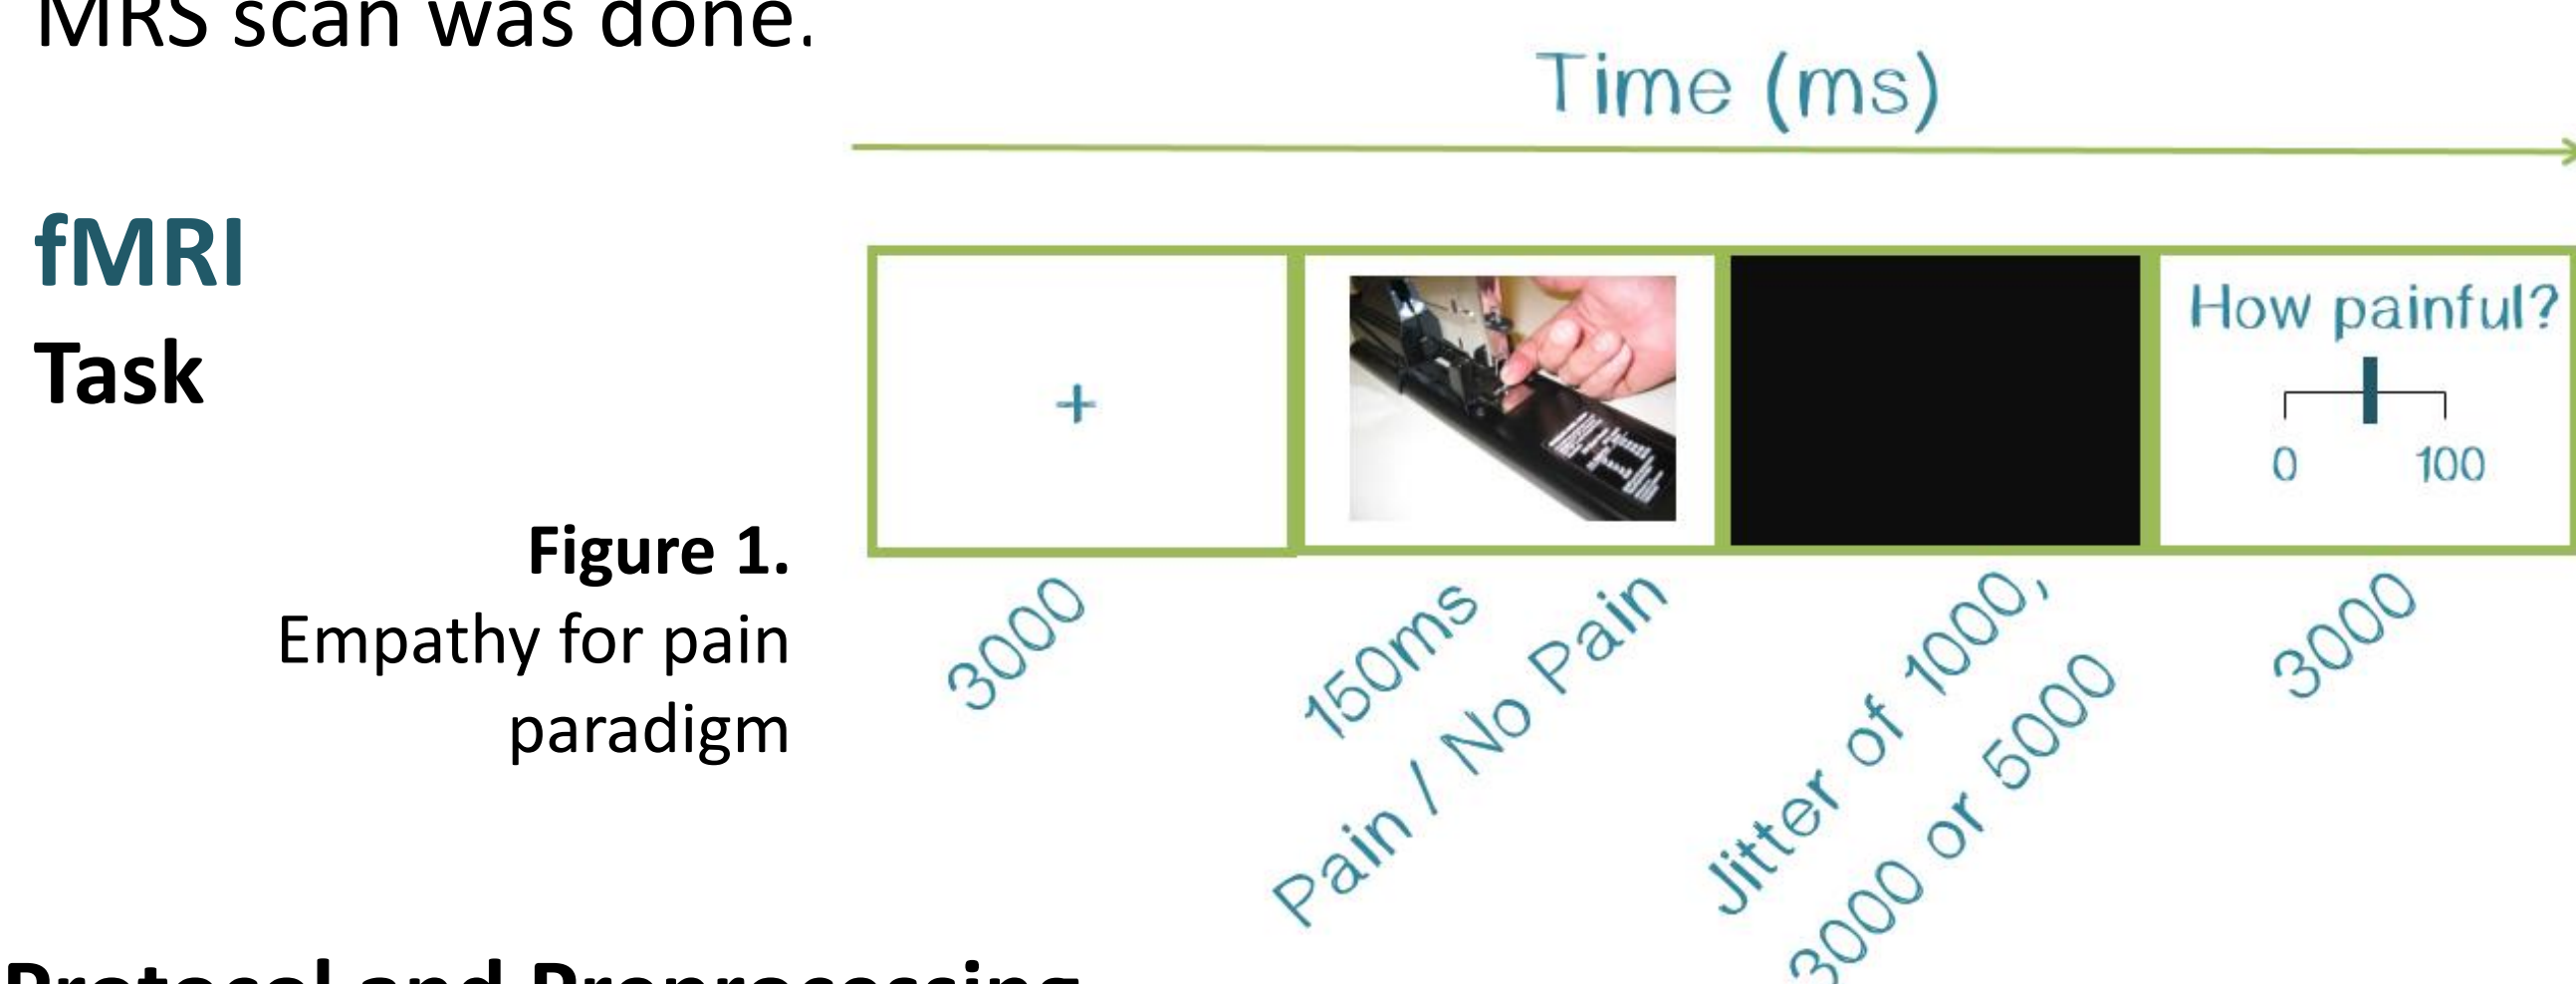 MRS scan was done.
Time (ms)
fMRI
Task
+
How painful?
0 100
Figure 1.
Empathy for pain
paradigm
3000
150ms
Pain / No Pain
Jitter of 1000,
3000 or 5000
3000
Protocol and Preprocessing